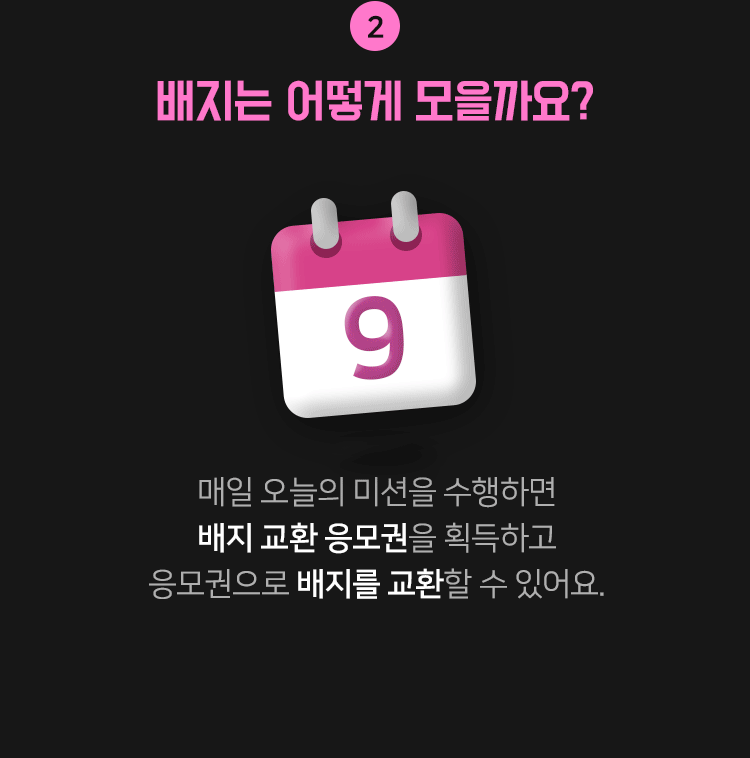 2
배지는 어떻게 모을까요?
9
매일 오늘의 미션을 수행하면
배지 교환 응모권을 획득하고
응모권으로 배지를 교환할 수 있어요.